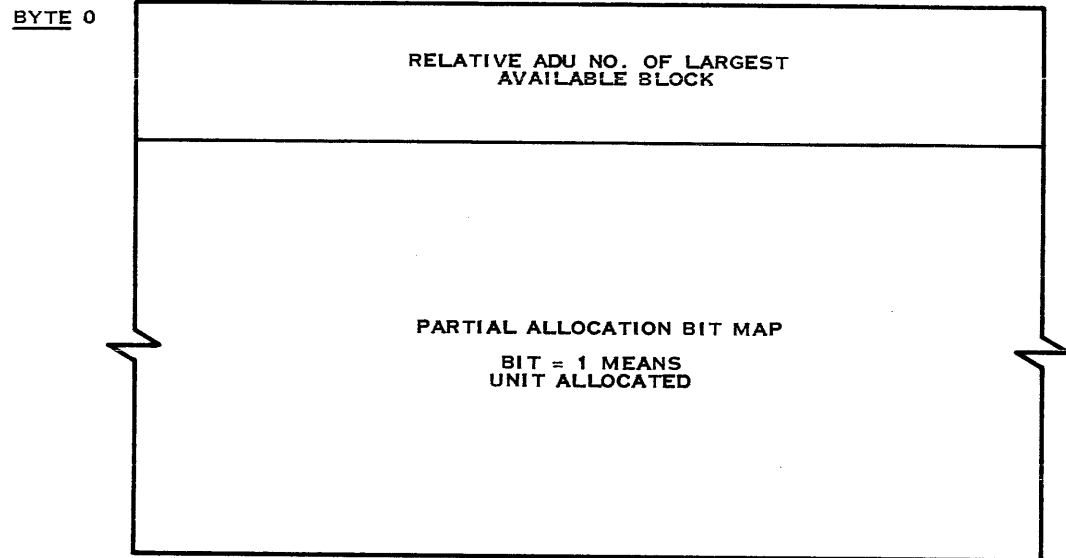 BYTE 0
RELATIVE ADU NO. OF LARGEST
AVAILABLE BLOCK
PARTIAL ALLOCATION BIT MAP
BIT = 1 MEANS
UNIT ALLOCATED